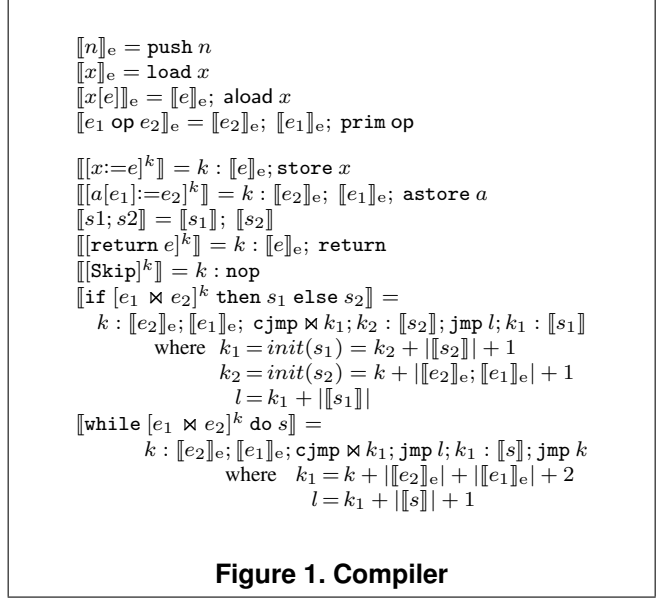 ⟦n⟧ₑ = push n
⟦x⟧ₑ = load x
⟦x[e]⟧ₑ = ⟦e⟧ₑ; aload x
⟦e₁ op e₂⟧ₑ = ⟦e₂⟧ₑ; ⟦e₁⟧ₑ; prim op
⟦[x:=e]ᵏ⟧ = k : ⟦e⟧ₑ; store x
⟦[a[e₁]:=e₂]ᵏ⟧ = k : ⟦e₂⟧ₑ; ⟦e₁⟧ₑ; astore a
⟦s1; s2⟧ = ⟦s₁⟧; ⟦s₂⟧
⟦[return e]ᵏ⟧ = k : ⟦e⟧ₑ; return
⟦[Skip]ᵏ⟧ = k : nop
⟦if [e₁ ⋈ e₂]ᵏ then s₁ else s₂⟧ =
k : ⟦e₂⟧ₑ; ⟦e₁⟧ₑ; cjmp ⋈ k₁; k₂ : ⟦s₂⟧; jmp l; k₁ : ⟦s₁⟧
where k₁ = init(s₁) = k₂ + |⟦s₂⟧| + 1
k₂ = init(s₂) = k + |⟦e₂⟧ₑ; ⟦e₁⟧ₑ| + 1
l = k₁ + |⟦s₁⟧|
⟦while [e₁ ⋈ e₂]ᵏ do s⟧ =
k : ⟦e₂⟧ₑ; ⟦e₁⟧ₑ; cjmp ⋈ k₁; jmp l; k₁ : ⟦s⟧; jmp k
where k₁ = k + |⟦e₂⟧ₑ| + |⟦e₁⟧ₑ| + 2
l = k₁ + |⟦s⟧| + 1
Figure 1. Compiler